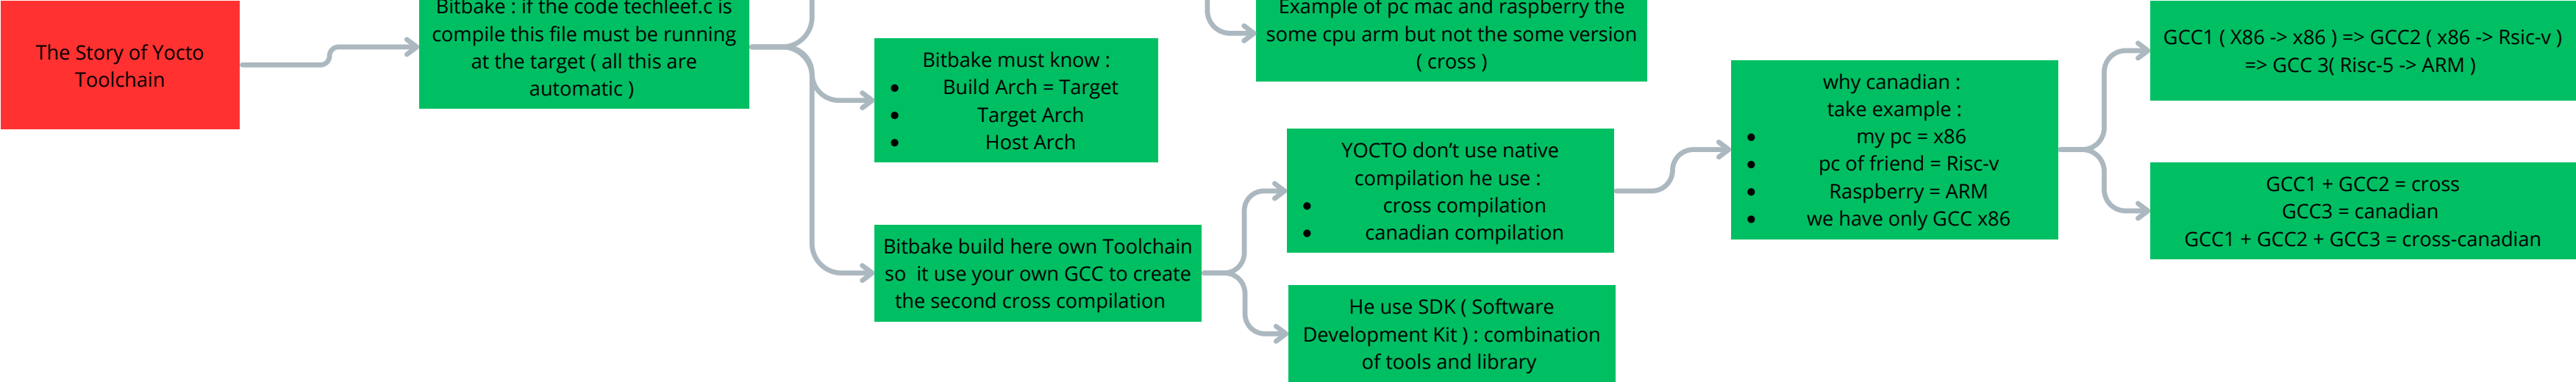 The Story of Yocto
Toolchain
Bitbake : if the code techleef.c is
compile this file must be running
at the target ( all this are
automatic )
Bitbake must know :
• Build Arch = Target
• Target Arch
• Host Arch
Bitbake build here own Toolchain
so it use your own GCC to create
the second cross compilation
Example of pc mac and raspberry the
some cpu arm but not the some version
( cross )
YOCTO don’t use native
compilation he use :
• cross compilation
• canadian compilation
He use SDK ( Software
Development Kit ) : combination
of tools and library
why canadian :
take example :
• my pc = x86
• pc of friend = Risc-v
• Raspberry = ARM
• we have only GCC x86
GCC1 ( X86 -> x86 ) => GCC2 ( x86 -> Rsic-v )
=> GCC 3( Risc-5 -> ARM )
GCC1 + GCC2 = cross
GCC3 = canadian
GCC1 + GCC2 + GCC3 = cross-canadian